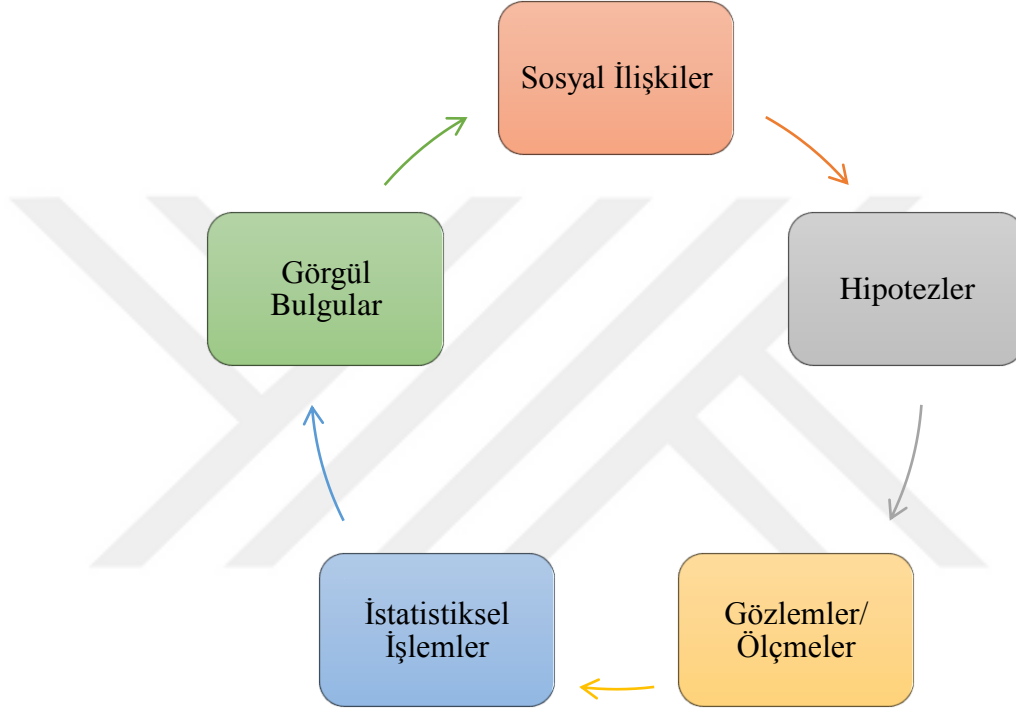 Sosyal İlişkiler
Hipotezler
Gözlemler/
Ölçmeler
İstatistiksel
İşlemler
Görgül
Bulgular